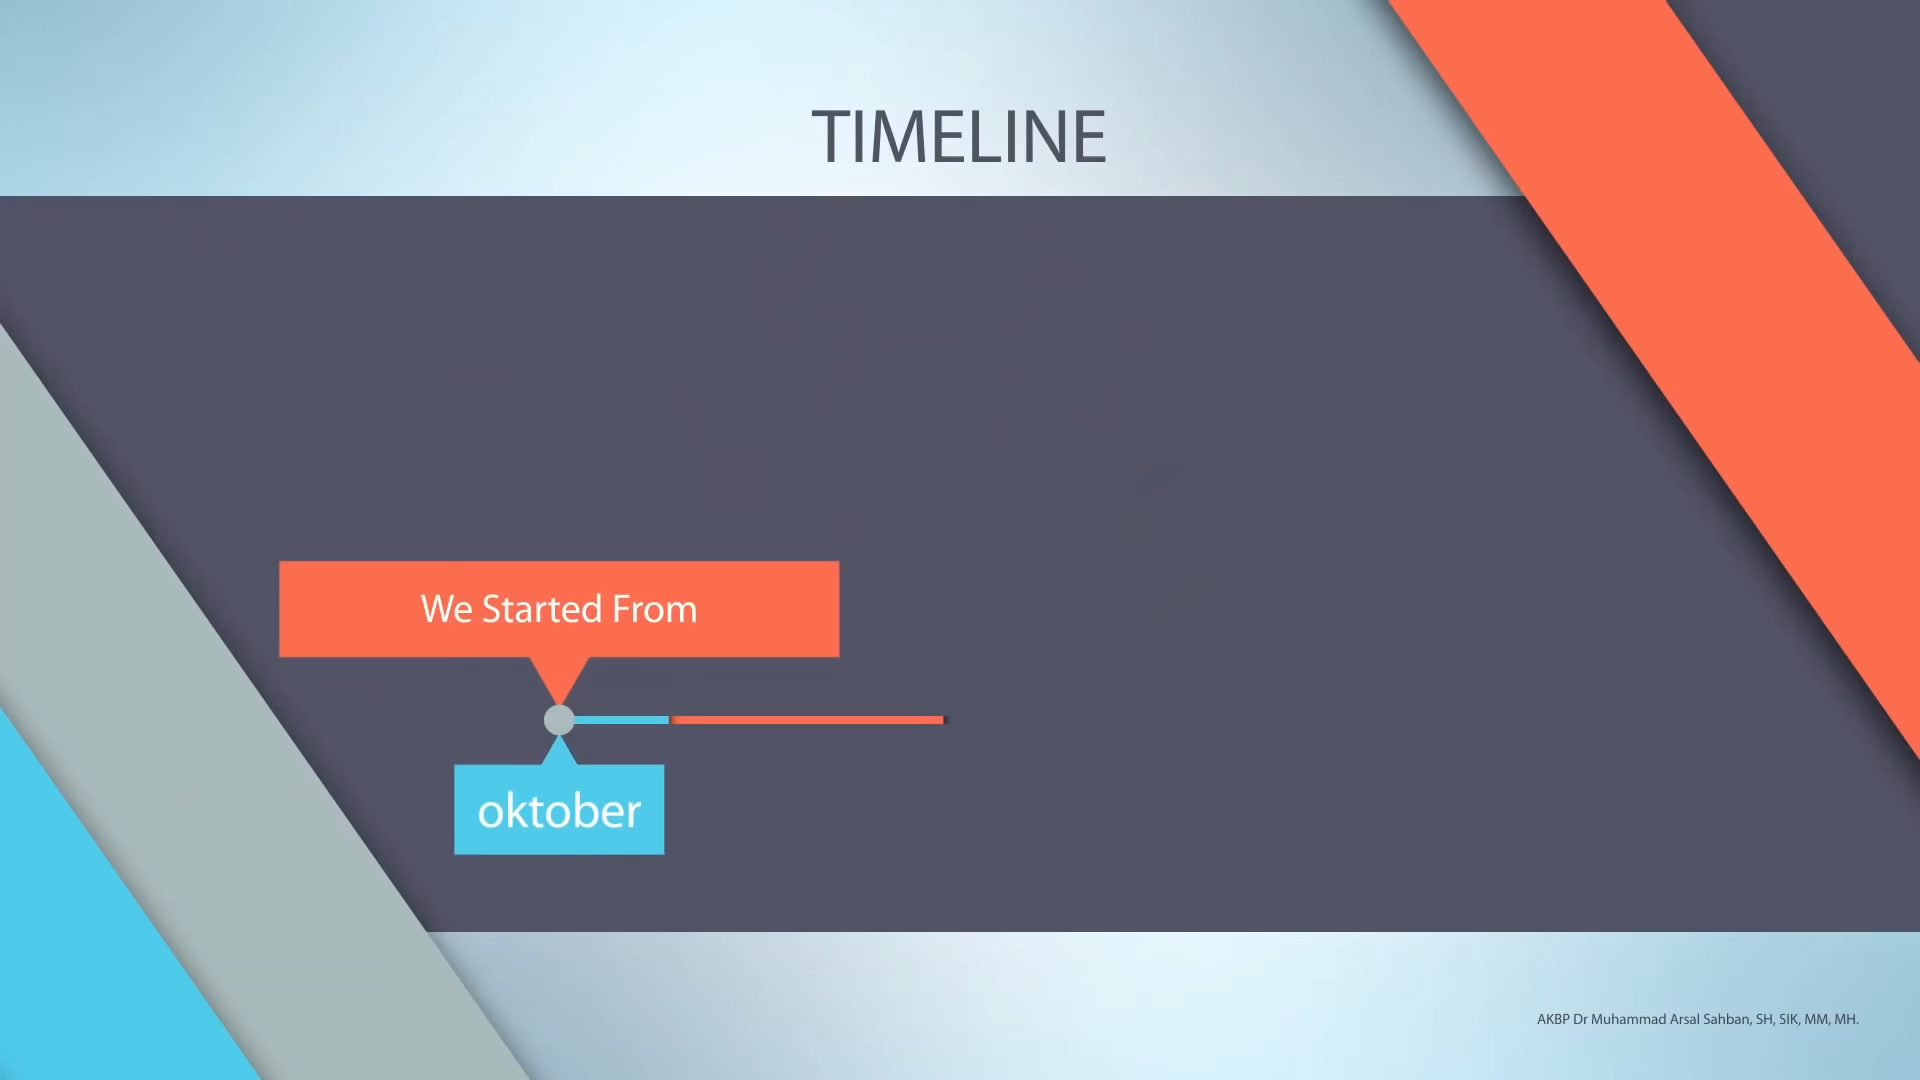 TIMELINE
We Started From
oktober
AKBP Dr Muhammad Arsal Sahban, SH, SIK, MM, MH.